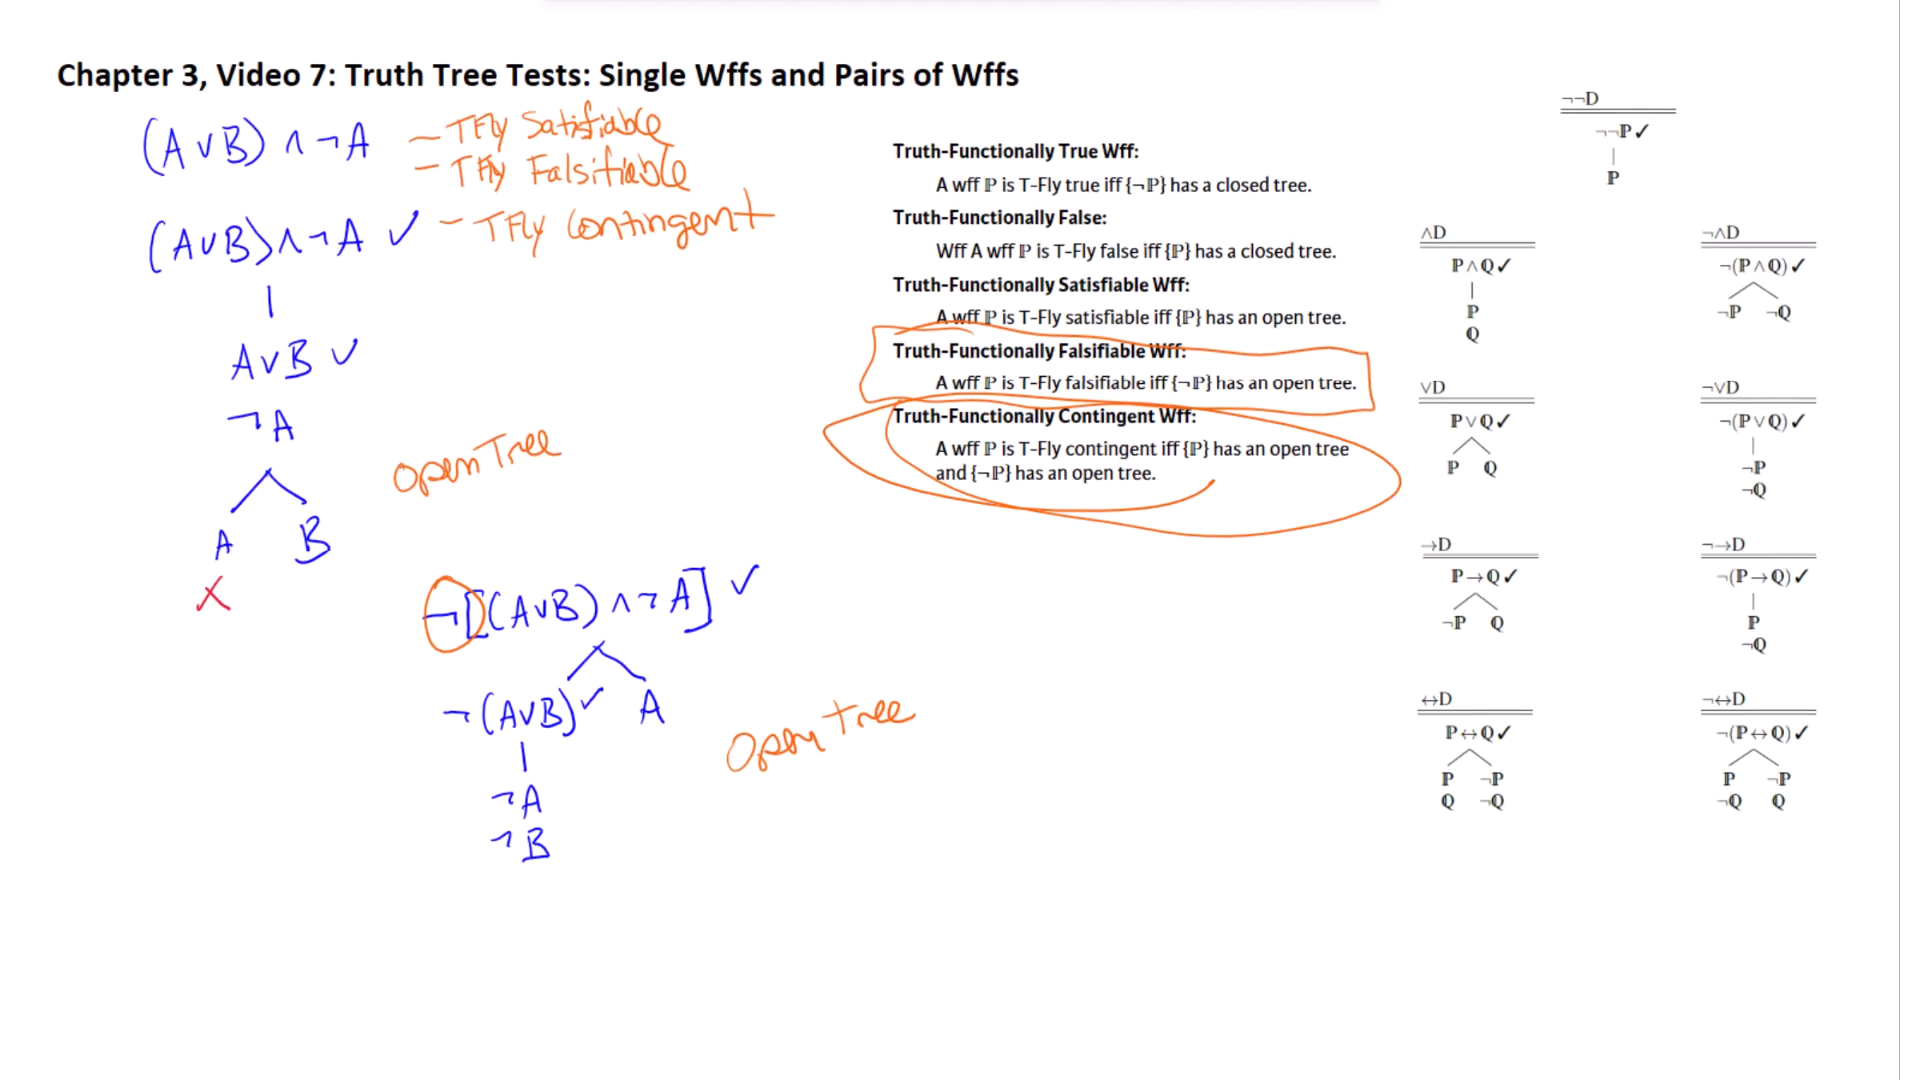 Chapter 3, Video 7: Truth Tree Tests: Single Wffs and Pairs of Wffs
(A∨B) ∧ ¬A
– TFly Satisfiable
– TFly Falsifiable
(A∨B) ∧ ¬A ✓
– TFly Contingent
A∨B ✓
¬A
A B
✗
Open Tree
¬[(A∨B) ∧ ¬A] ✓
¬(A∨B) ✓ A
¬A
¬B
Open Tree
Truth-Functionally True Wff:
A wff ℙ is T-Fly true iff {¬ℙ} has a closed tree.
Truth-Functionally False:
Wff A wff ℙ is T-Fly false iff {ℙ} has a closed tree.
Truth-Functionally Satisfiable Wff:
A wff ℙ is T-Fly satisfiable iff {ℙ} has an open tree.
Truth-Functionally Falsifiable Wff:
A wff ℙ is T-Fly falsifiable iff {¬ℙ} has an open tree.
Truth-Functionally Contingent Wff:
A wff ℙ is T-Fly contingent iff {ℙ} has an open tree
and {¬ℙ} has an open tree.
¬¬D
¬¬ℙ✓
ℙ
∧D
ℙ∧ℚ✓
ℙ
ℚ
¬∧D
¬(ℙ∧ℚ)✓
¬ℙ ¬ℚ
∨D
ℙ∨ℚ✓
ℙ ℚ
¬∨D
¬(ℙ∨ℚ)✓
¬ℙ
¬ℚ
→D
ℙ→ℚ✓
¬ℙ ℚ
¬→D
¬(ℙ→ℚ)✓
ℙ
¬ℚ
↔D
ℙ↔ℚ✓
ℙ ¬ℙ
ℚ ¬ℚ
¬↔D
¬(ℙ↔ℚ)✓
ℙ ¬ℙ
¬ℚ ℚ